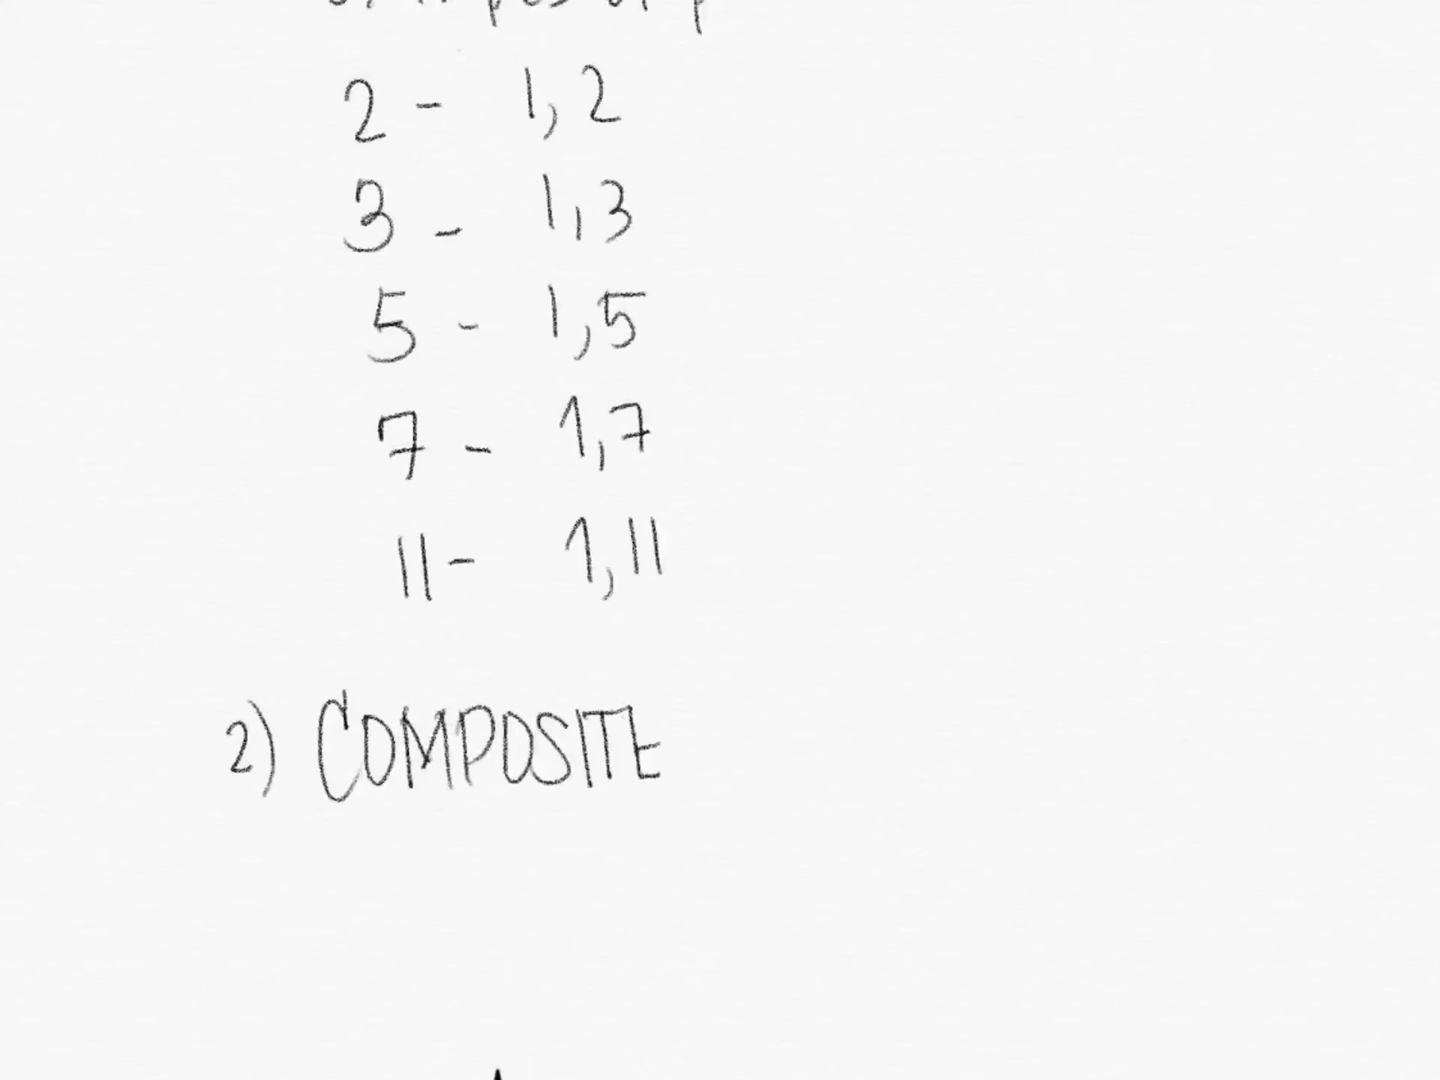 2 - 1, 2
3 - 1, 3
5 - 1, 5
7 - 1, 7
11 - 1, 11
2) COMPOSITE